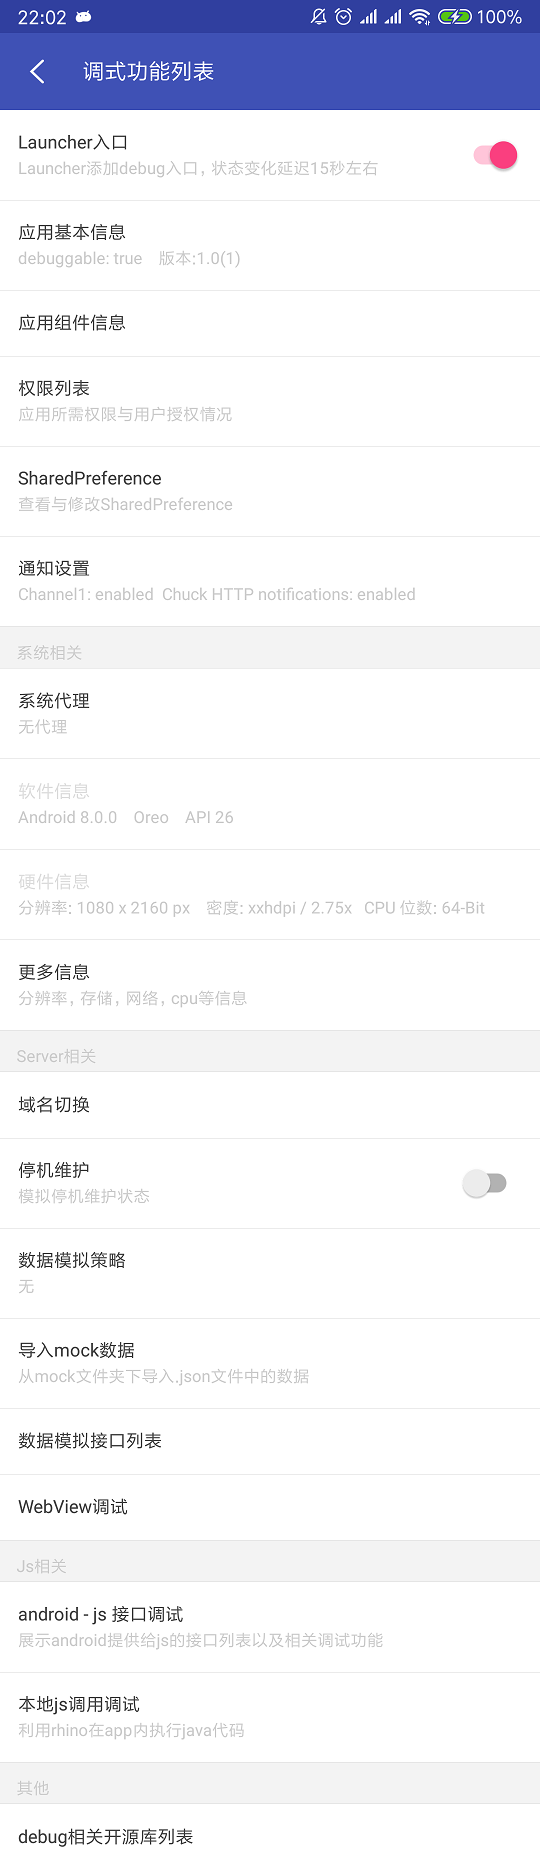 22:02 100%
调式功能列表
Launcher入口
Launcher添加debug入口，状态变化延迟15秒左右
应用基本信息
debuggable: true 版本:1.0(1)
应用组件信息
权限列表
应用所需权限与用户授权情况
SharedPreference
查看与修改SharedPreference
通知设置
Channel1: enabled Chuck HTTP notifications: enabled
系统相关
系统代理
无代理
软件信息
Android 8.0.0 Oreo API 26
硬件信息
分辨率: 1080 x 2160 px 密度: xxhdpi / 2.75x CPU 位数: 64-Bit
更多信息
分辨率，存储，网络，cpu等信息
Server相关
域名切换
停机维护
模拟停机维护状态
数据模拟策略
无
导入mock数据
从mock文件夹下导入.json文件中的数据
数据模拟接口列表
WebView调试
Js相关
android - js 接口调试
展示android提供给js的接口列表以及相关调试功能
本地js调用调试
利用rhino在app内执行java代码
其他
debug相关开源库列表